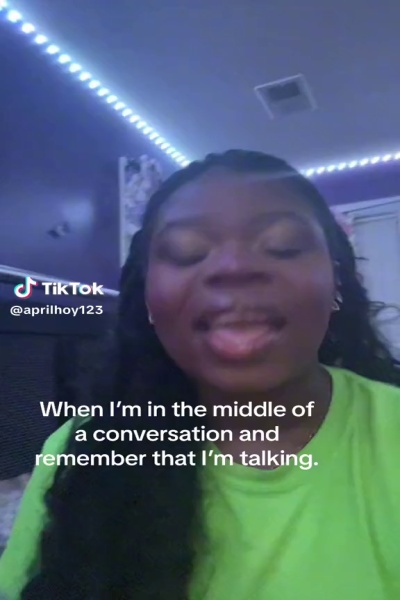 TikTok
@aprilhoy123
When I'm in the middle of
a conversation and
remember that I'm talking.